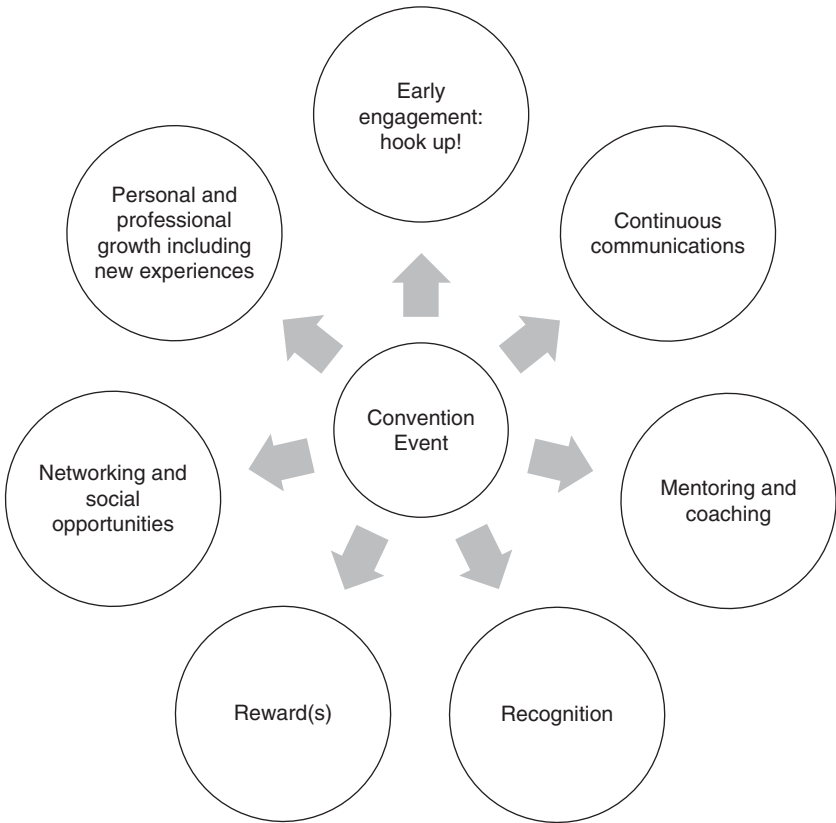 Early
engagement:
hook up!
Personal and
professional
growth including
new experiences
Continuous
communications
Convention
Event
Networking and
social
opportunities
Mentoring and
coaching
Reward(s)
Recognition